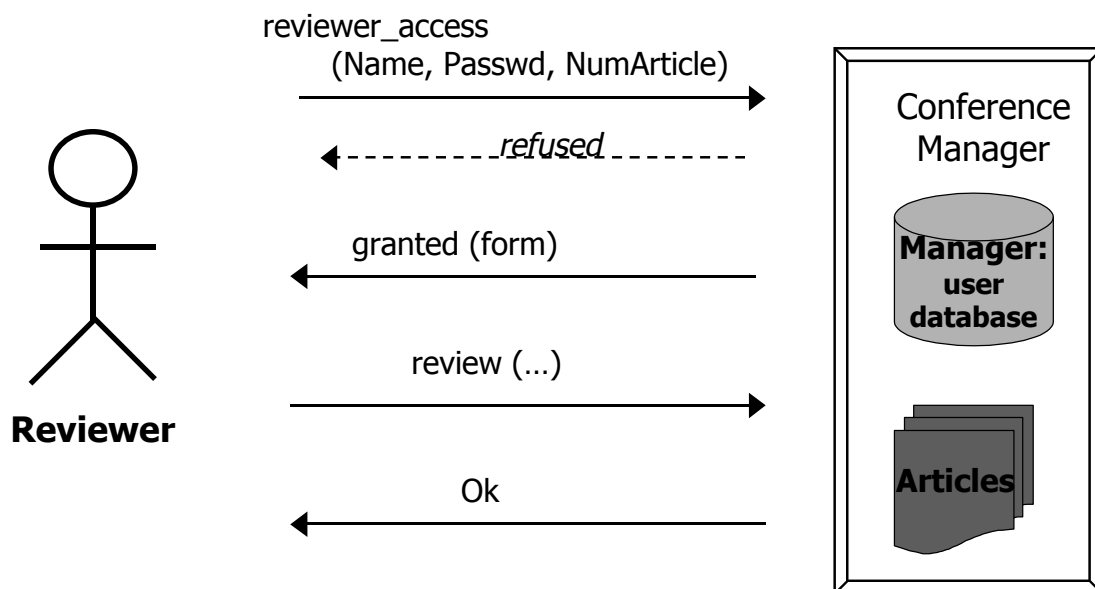 reviewer_access
(Name, Passwd, NumArticle)
refused
granted (form)
review (...)
Ok
Reviewer
Conference
Manager
Manager:
user
database
Articles